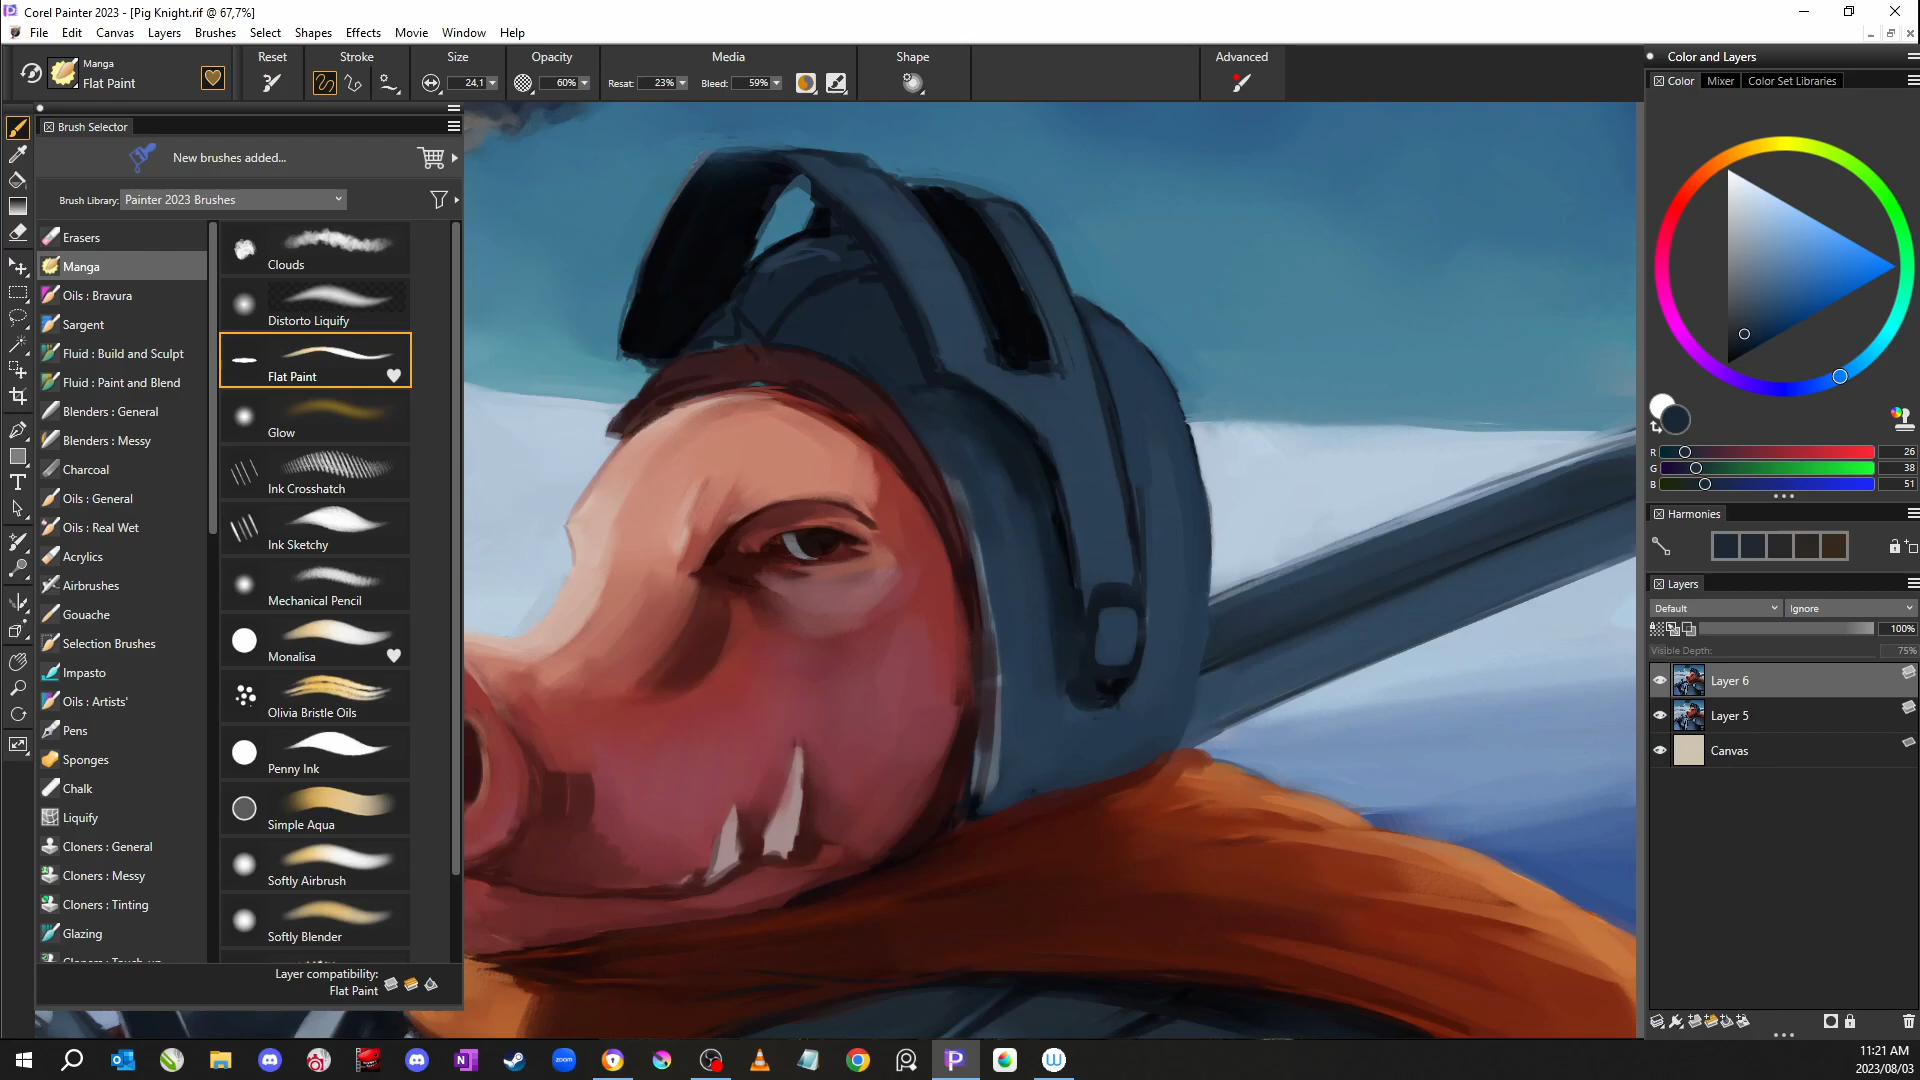 Corel Painter 2023 - [Pig Knight.rif @ 67,7%]
File Edit Canvas Layers Brushes Select Shapes Effects Movie Window Help
Manga
Flat Paint
Reset Stroke Size Opacity Media Shape Advanced
24,1 60% Resat: 23% Bleed: 59%
Brush Selector
New brushes added...
Brush Library: Painter 2023 Brushes
Erasers
Manga
Oils : Bravura
Sargent
Fluid : Build and Sculpt
Fluid : Paint and Blend
Blenders : General
Blenders : Messy
Charcoal
Oils : General
Oils : Real Wet
Acrylics
Airbrushes
Gouache
Selection Brushes
Impasto
Oils : Artists'
Pens
Sponges
Chalk
Liquify
Cloners : General
Cloners : Messy
Cloners : Tinting
Glazing
Clouds
Distorto Liquify
Flat Paint
Glow
Ink Crosshatch
Ink Sketchy
Mechanical Pencil
Monalisa
Olivia Bristle Oils
Penny Ink
Simple Aqua
Softly Airbrush
Softly Blender
Layer compatibility:
Flat Paint
Color and Layers
Color Mixer Color Set Libraries
R 26
G 38
B 51
Harmonies
Layers
Default Ignore
100%
Visible Depth: 75%
Layer 6
Layer 5
Canvas
zoom
11:21 AM
2023/08/03